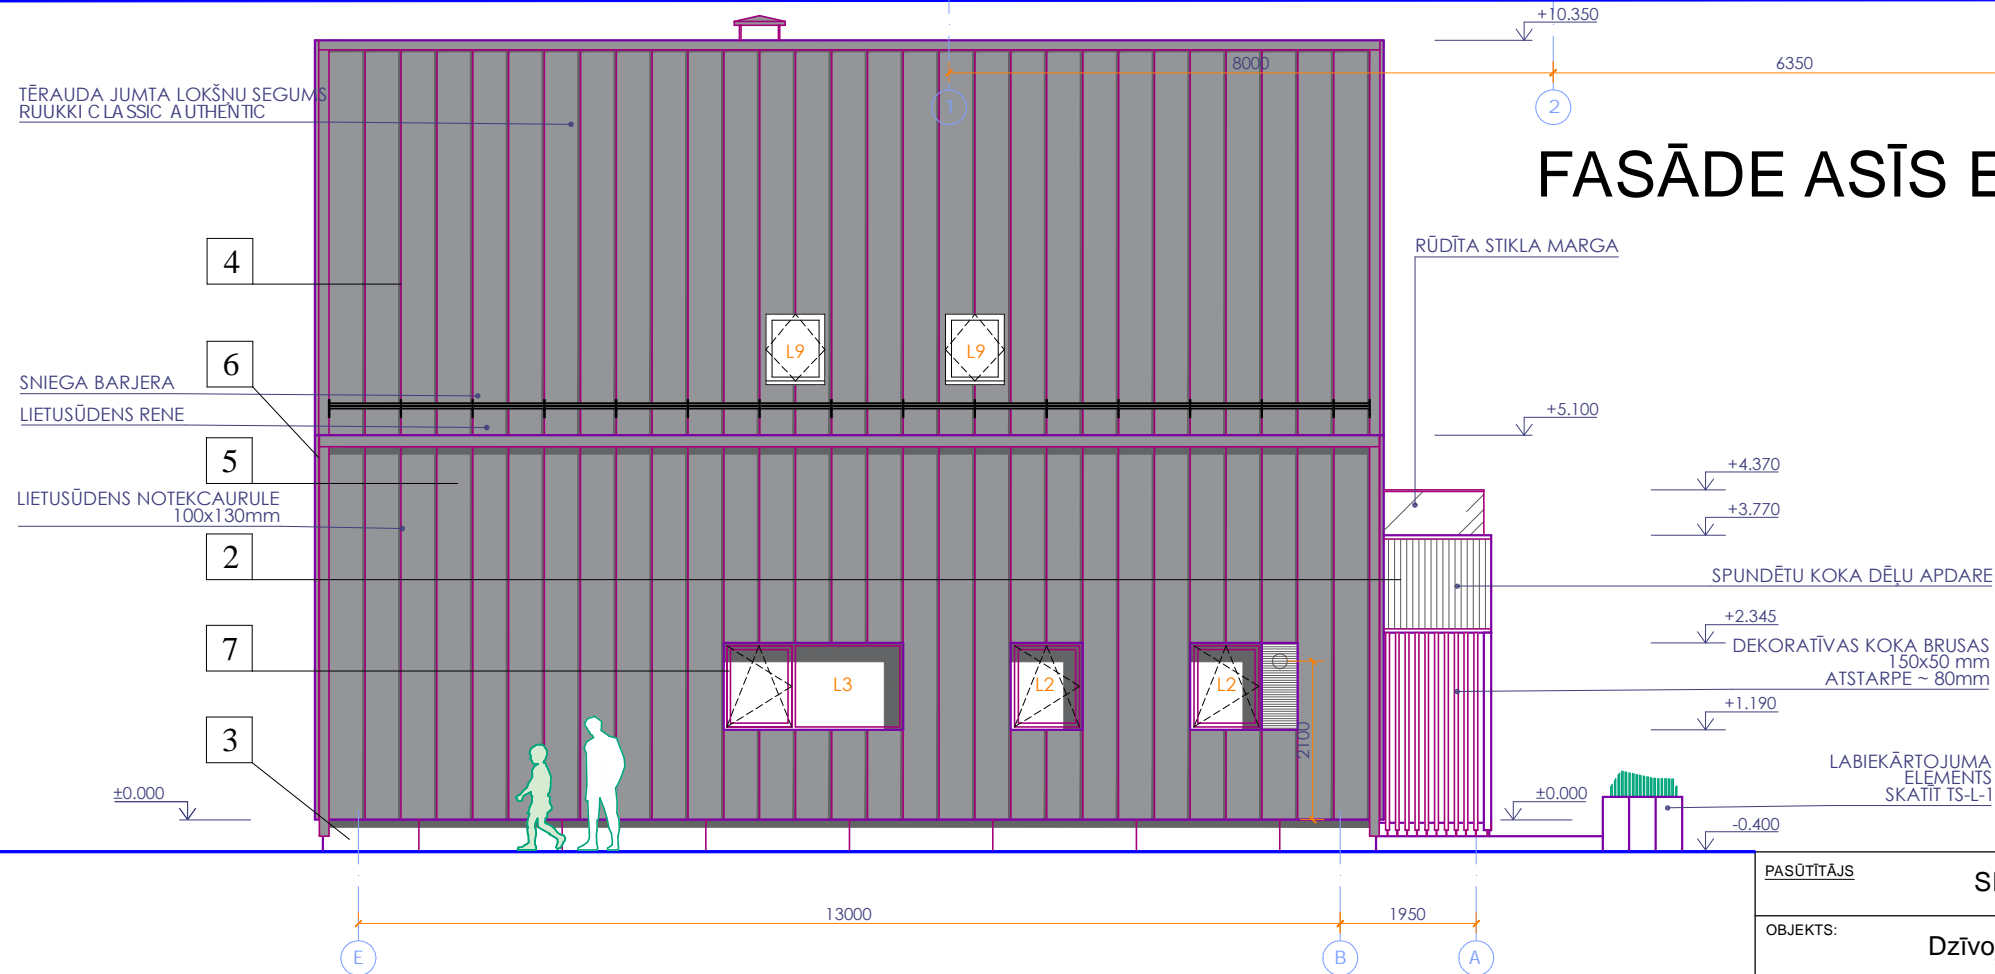 +10.350
8000
6350
1
2
TĒRAUDA JUMTA LOKŠŅU SEGUMS
RUUKKI CLASSIC AUTHENTIC
FASĀDE ASĪS E
4
RŪDĪTA STIKLA MARGA
6
L9
L9
SNIEGA BARJERA
LIETUSŪDENS RENE
+5.100
5
+4.370
LIETUSŪDENS NOTEKCAURULE
100x130mm
+3.770
2
SPUNDĒTU KOKA DĒĻU APDARE
+2.345
7
DEKORATĪVAS KOKA BRUSAS
150x50 mm
ATSTARPE ~ 80mm
L3
L2
L2
+1.190
2100
3
LABIEKĀRTOJUMA
ELEMENTS
SKATĪT TS-L-1
±0.000
±0.000
-0.400
PASŪTĪTĀJS
13000
1950
OBJEKTS:
Dzīvo
E
B
A